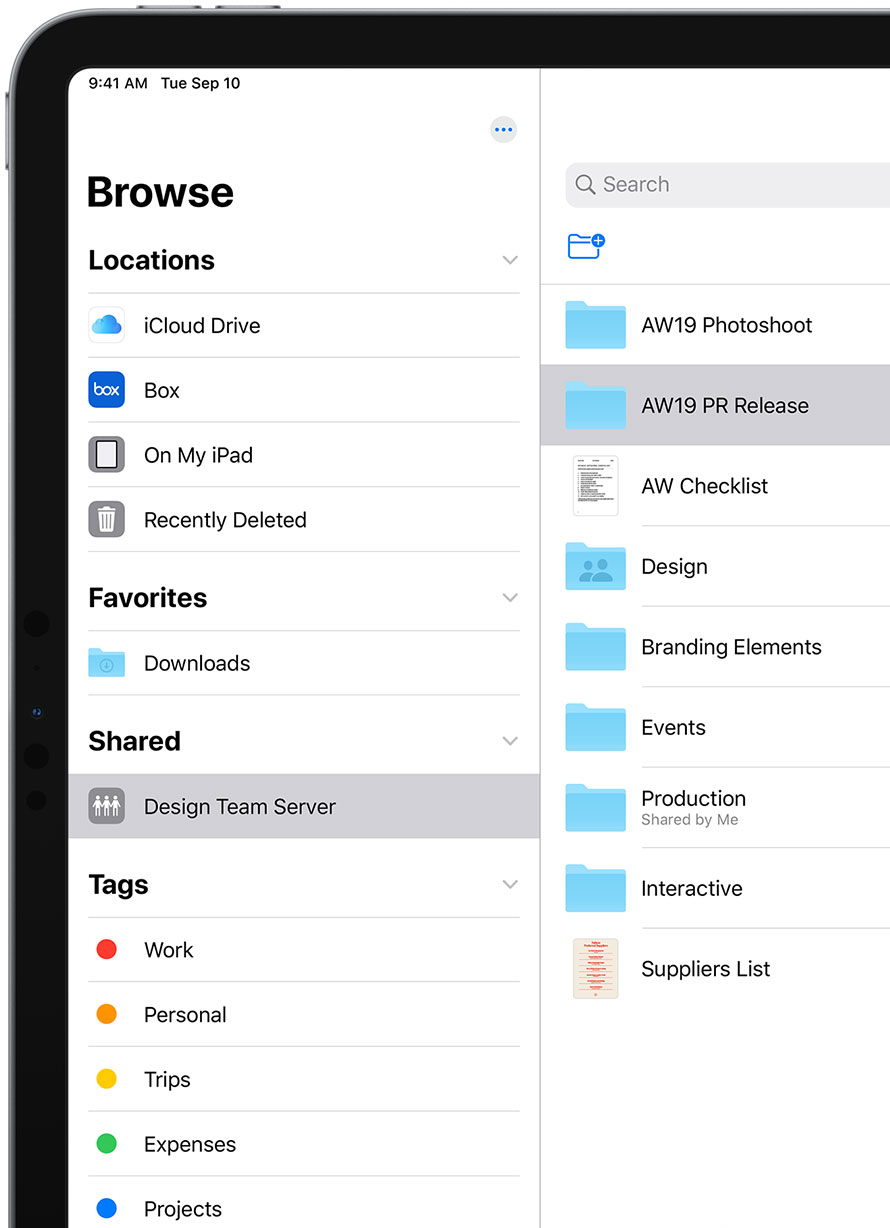 9:41 AM Tue Sep 10
Browse
Locations
iCloud Drive
box
Box
On My iPad
Recently Deleted
Favorites
Downloads
Shared
Design Team Server
Tags
Work
Personal
Trips
Expenses
Projects
Search
AW19 Photoshoot
AW19 PR Release
AW Checklist
Design
Branding Elements
Events
Production
Shared by Me
Interactive
Suppliers List